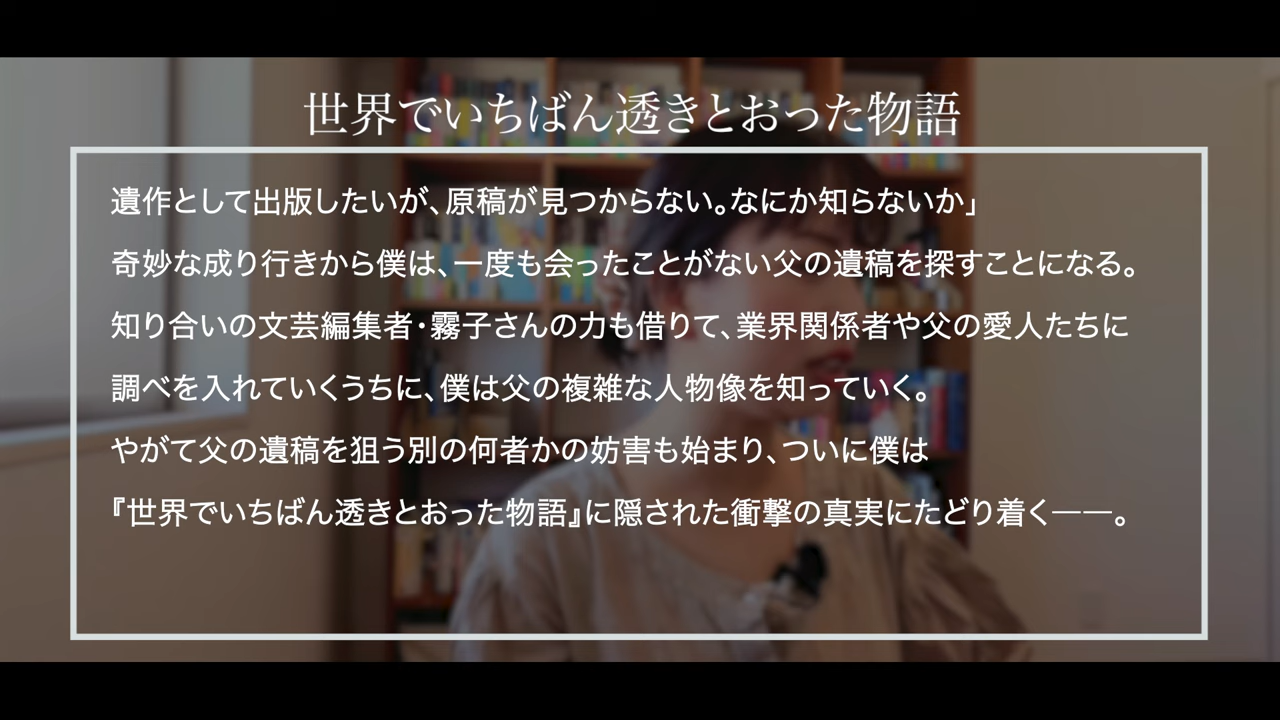 世界でいちばん透きとおった物語
遺作として出版したいが、原稿が見つからない。なにか知らないか」
奇妙な成り行きから僕は、一度も会ったことがない父の遺稿を探すことになる。
知り合いの文芸編集者・霧子さんの力も借りて、業界関係者や父の愛人たちに
調べを入れていくうちに、僕は父の複雑な人物像を知っていく。
やがて父の遺稿を狙う別の何者かの妨害も始まり、ついに僕は
『世界でいちばん透きとおった物語』に隠された衝撃の真実にたどり着く――。